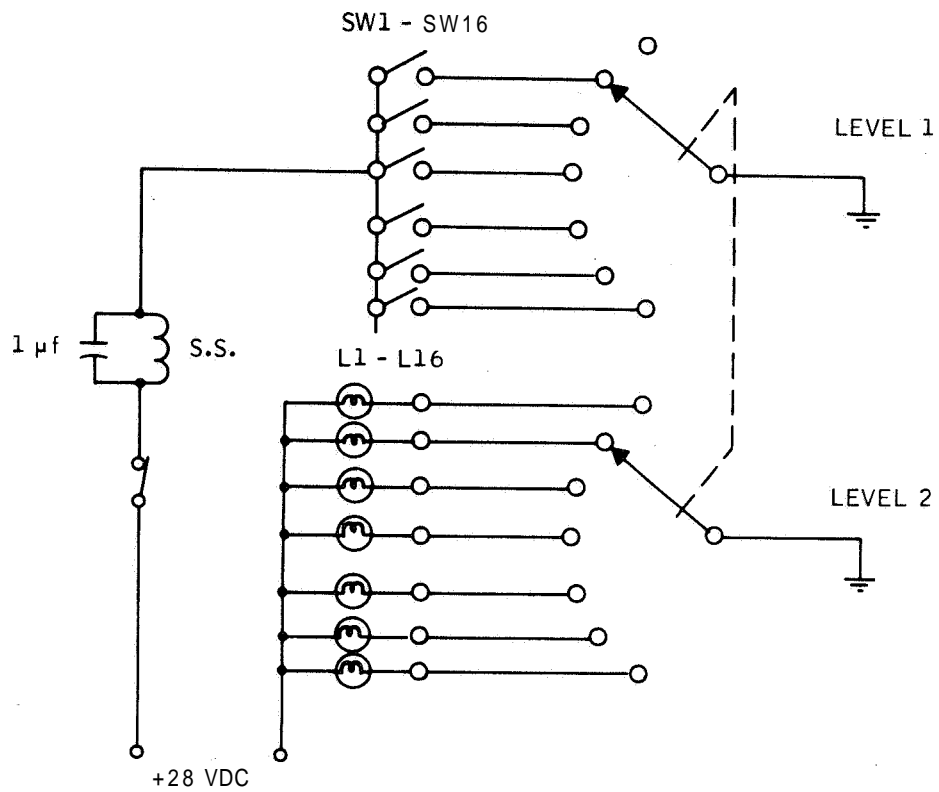 SW1 - SW16
LEVEL 1
1 µf
S.S.
L1 - L16
LEVEL 2
+28 VDC